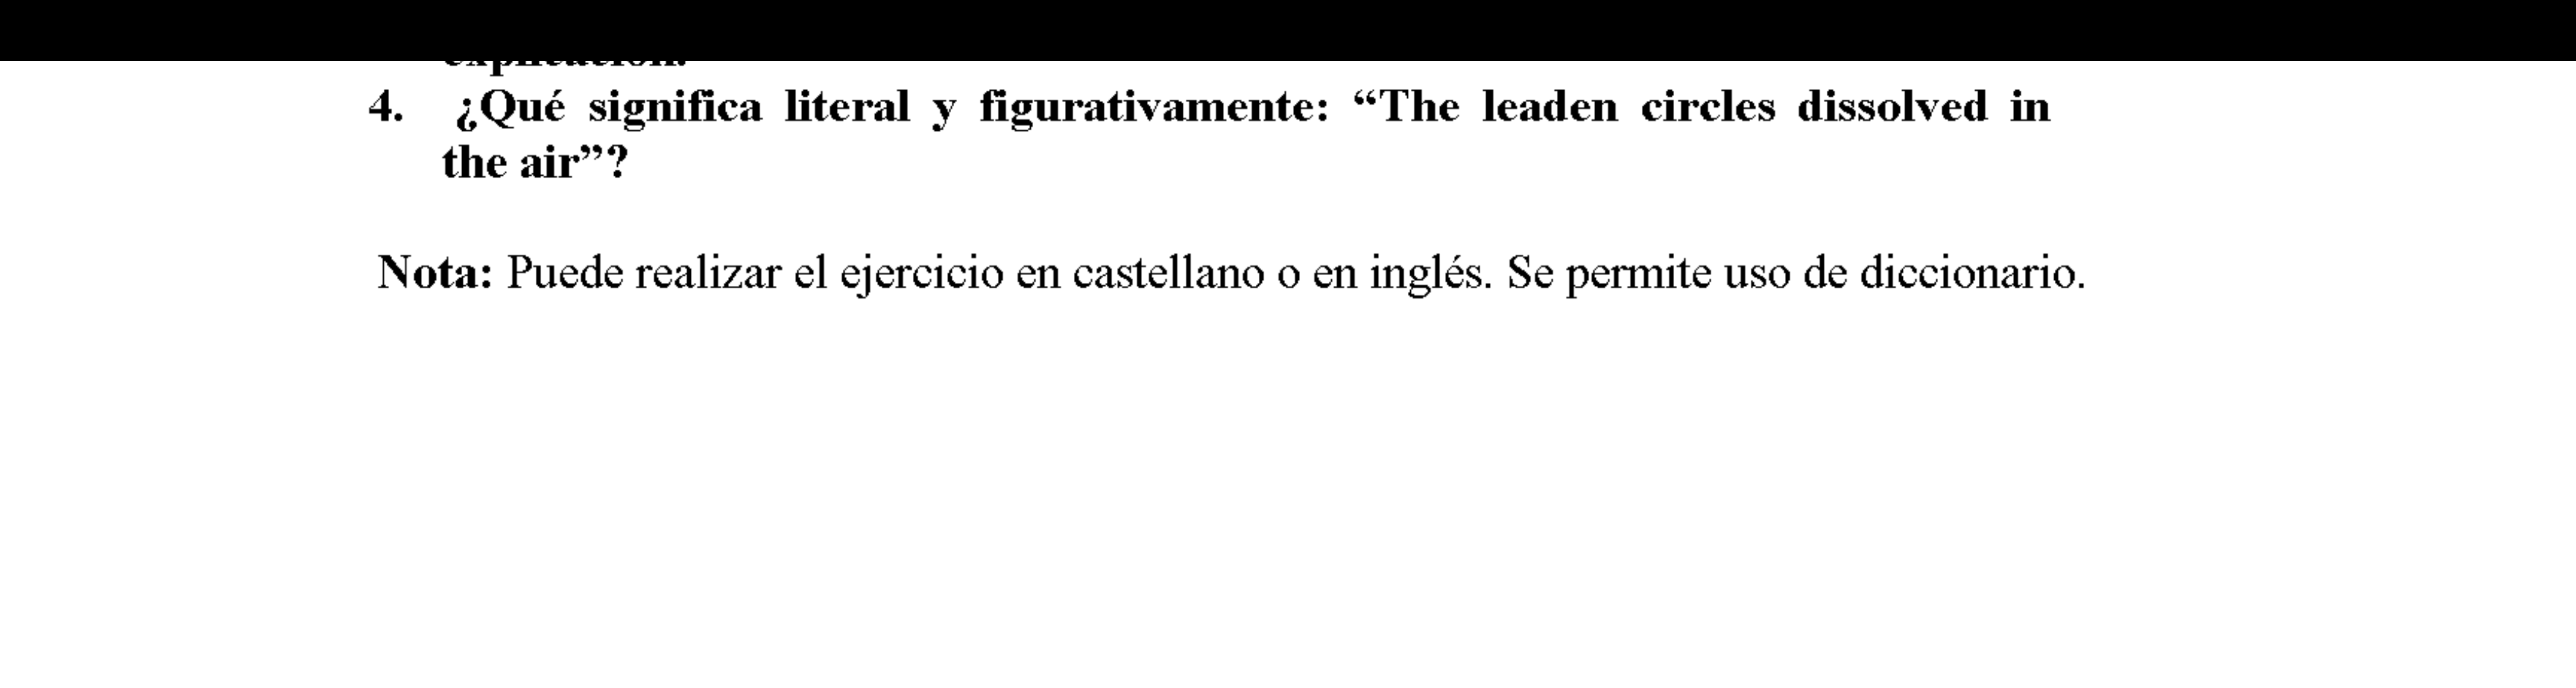 4. ¿Qué significa literal y figurativamente: “The leaden circles dissolved in
the air”?
Nota: Puede realizar el ejercicio en castellano o en inglés. Se permite uso de diccionario.